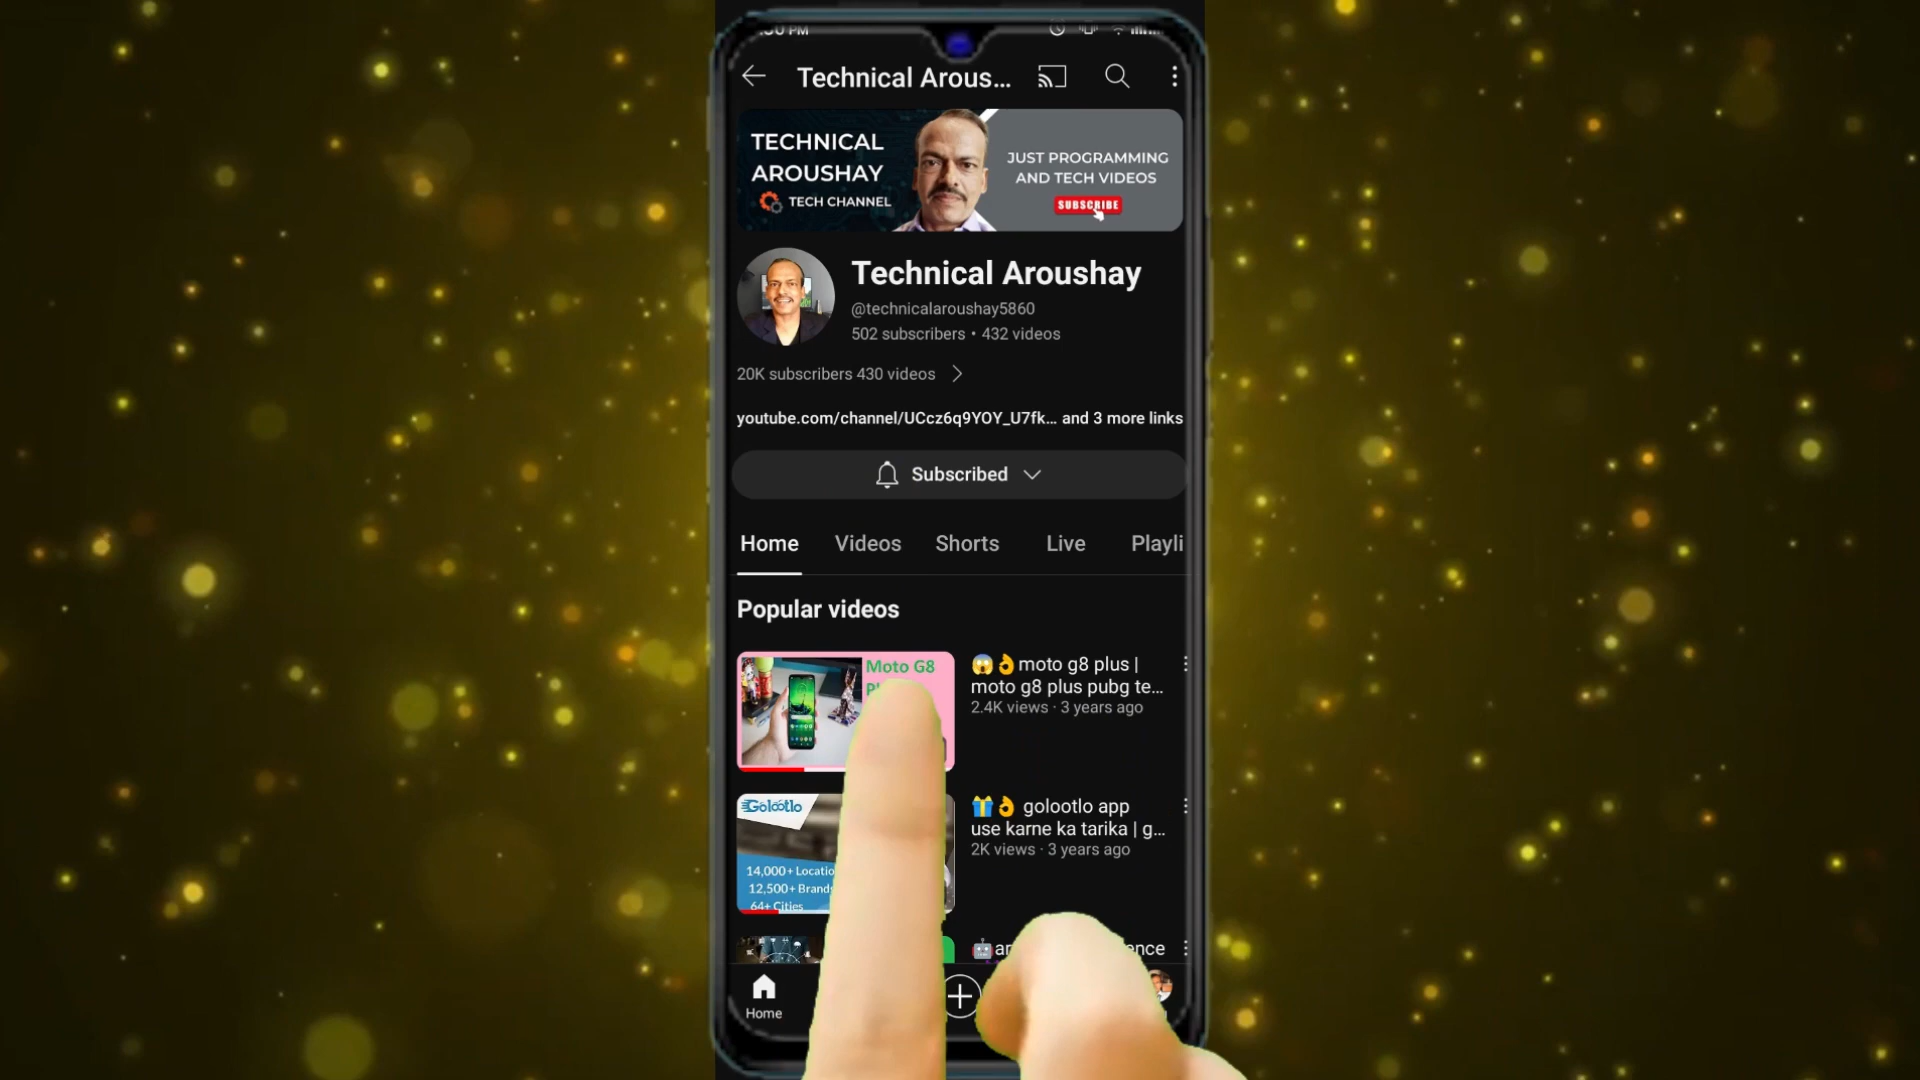 Technical Arous...
TECHNICAL
AROUSHAY
TECH CHANNEL
JUST PROGRAMMING
AND TECH VIDEOS
SUBSCRIBE
Technical Aroushay
@technicalaroushay5860
502 subscribers • 432 videos
20K subscribers 430 videos
youtube.com/channel/UCcz6q9YOY_U7fk... and 3 more links
Subscribed
Home Videos Shorts Live Playli
Popular videos
Moto G8
😱👌moto g8 plus |
moto g8 plus pubg te...
2.4K views · 3 years ago
Golootlo
14,000+ Locatio
12,500+ Brand
64+ Cities
🎁👌 golootlo app
use karne ka tarika | g...
2K views · 3 years ago
Home